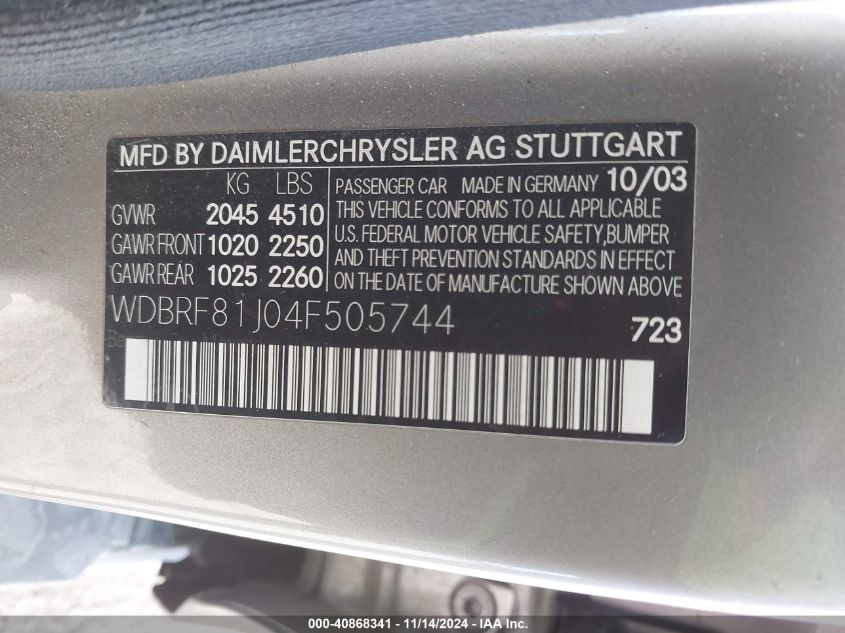 MFD BY DAIMLERCHRYSLER AG STUTTGART
KG LBS
GVWR 2045 4510
GAWR FRONT 1020 2250
GAWR REAR 1025 2260
PASSENGER CAR MADE IN GERMANY 10/03
THIS VEHICLE CONFORMS TO ALL APPLICABLE
U.S. FEDERAL MOTOR VEHICLE SAFETY,BUMPER
AND THEFT PREVENTION STANDARDS IN EFFECT
ON THE DATE OF MANUFACTURE SHOWN ABOVE.
WDBRF81J04F505744
723
000-40868341 - 11/14/2024 - IAA Inc.